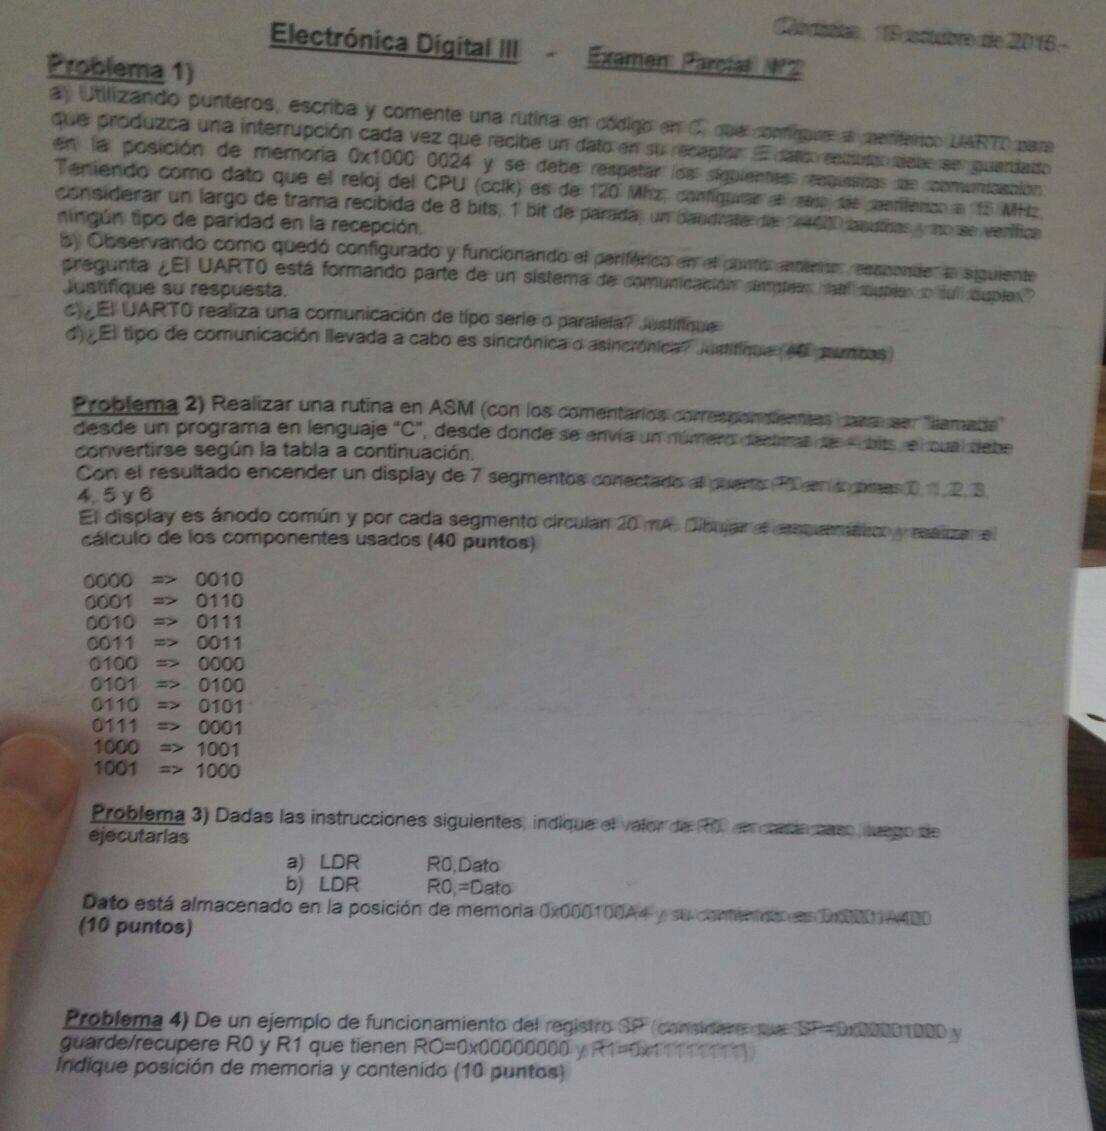 Electrónica Digital III - Examen Parcial N°2
Problema 1)
a) Utilizando punteros, escriba y comente una rutina en código en C, que configure el periférico UART0 para
que produzca una interrupción cada vez que recibe un dato en su receptor. El dato recibido debe ser guardado
en la posición de memoria 0x1000 0024 y se debe respetar los siguientes requisitos de comunicación:
Teniendo como dato que el reloj del CPU (cclk) es de 120 Mhz, configurar el reloj del periférico a 15 MHz,
considerar un largo de trama recibida de 8 bits, 1 bit de parada, un baudrate de baudios y no se verifica
ningún tipo de paridad en la recepción.
b) Observando como quedó configurado y funcionando el periférico en el punto anterior, responder la siguiente
pregunta ¿El UART0 está formando parte de un sistema de comunicación simplex, half duplex o full duplex?
Justifique su respuesta.
c)¿El UART0 realiza una comunicación de tipo serie o paralela? Justifique
d)¿El tipo de comunicación llevada a cabo es sincrónica o asincrónica? Justifique (40 puntos)
Problema 2) Realizar una rutina en ASM (con los comentarios correspondientes) para ser "llamada"
desde un programa en lenguaje "C", desde donde se envía un número decimal de 4 bits, el cual debe
convertirse según la tabla a continuación.
Con el resultado encender un display de 7 segmentos conectado al puerto P0 en 0, 1, 2, 3,
4, 5 y 6
El display es ánodo común y por cada segmento circulan 20 mA. Dibujar el esquemático y realizar el
cálculo de los componentes usados (40 puntos)
0000 => 0010
0001 => 0110
0010 => 0111
0011 => 0011
0100 => 0000
0101 => 0100
0110 => 0101
0111 => 0001
1000 => 1001
1001 => 1000
Problema 3) Dadas las instrucciones siguientes, indique el valor de R0, en cada caso, luego de
ejecutarlas
a) LDR R0,Dato
b) LDR R0,=Dato
Dato está almacenado en la posición de memoria 0x000100A4 y su contenido es 0x0001A400
(10 puntos)
Problema 4) De un ejemplo de funcionamiento del registro SP (considere que SP=0x00001000 y
guarde/recupere R0 y R1 que tienen RO=0x00000000 y R1=0x11111111)
Indique posición de memoria y contenido (10 puntos)